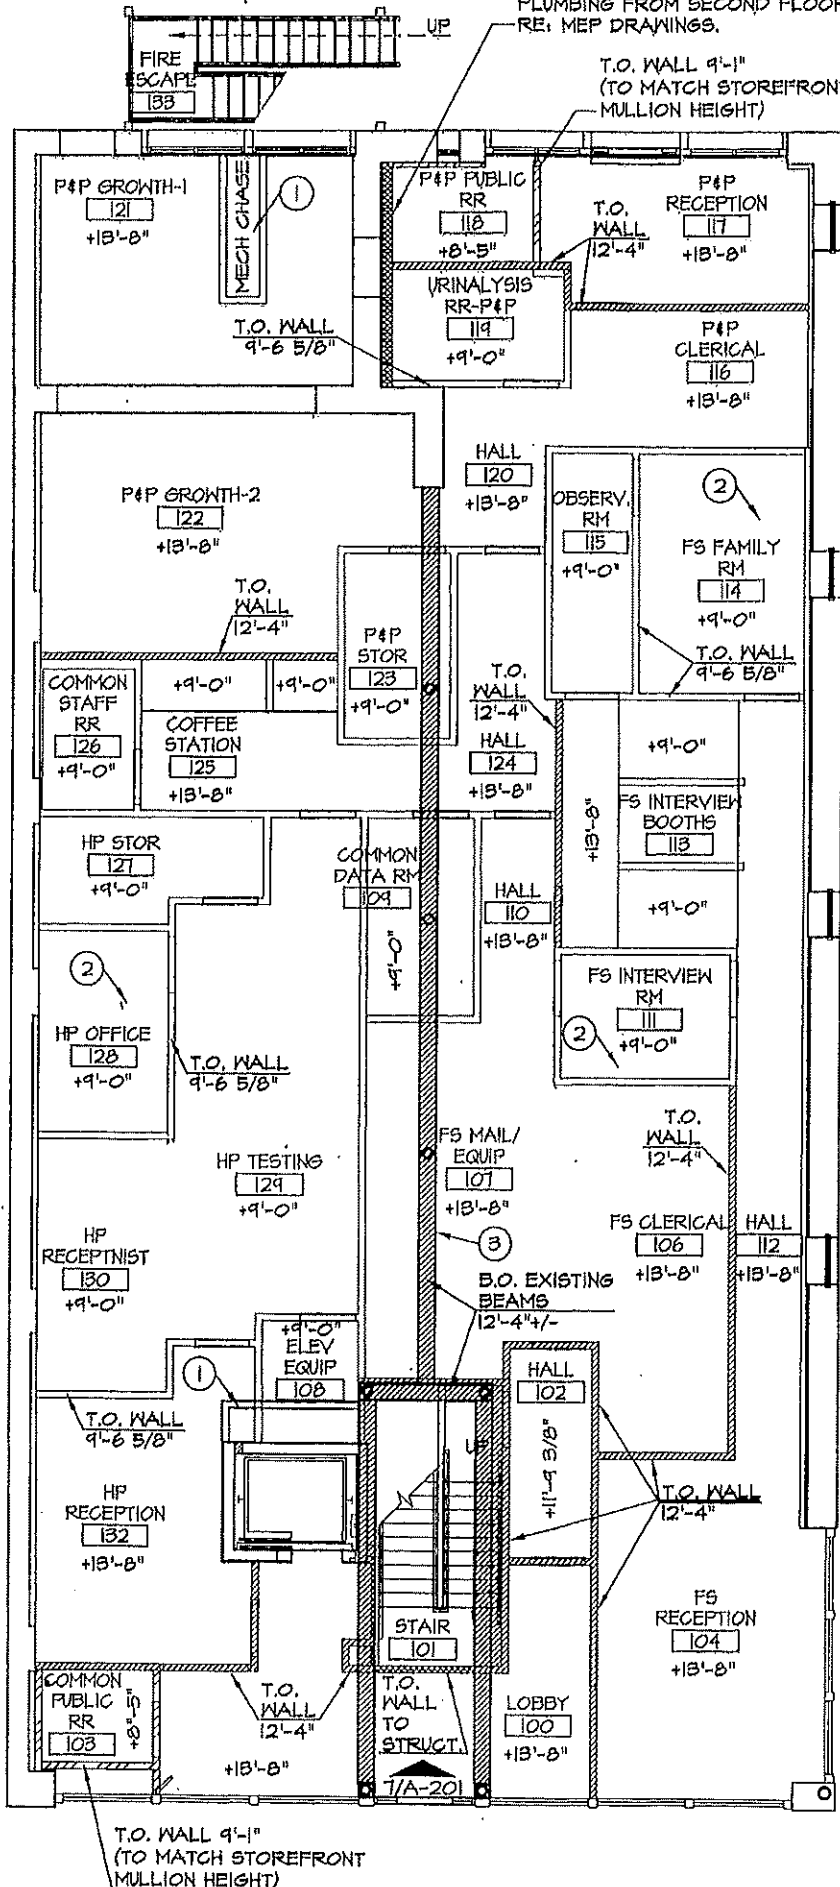 PLUMBING FROM SECOND FLOOR
RE: MEP DRAWINGS.
UP
FIRE
SCAPE
133
T.O. WALL 9'-1"
(TO MATCH STOREFRONT
MULLION HEIGHT)
P&P GROWTH-1
121
+13'-8"
MECH CHASE
1
P&P PUBLIC
RR
118
+8'-5"
P&P
RECEPTION
117
+13'-8"
T.O.
WALL
12'-4"
URINALYSIS
RR-P&P
119
+9'-0"
T.O. WALL
9'-6 5/8"
P&P
CLERICAL
116
+13'-8"
HALL
120
+13'-8"
P&P GROWTH-2
122
+13'-8"
OBSERV.
RM
115
+9'-0"
2
FS FAMILY
RM
114
+9'-0"
T.O.
WALL
12'-4"
P&P
STOR
123
+9'-0"
T.O. WALL
9'-6 5/8"
COMMON
STAFF
RR
126
+9'-0"
+9'-0"
+9'-0"
COFFEE
STATION
125
+13'-8"
T.O.
WALL
12'-4"
HALL
124
+13'-8"
+9'-0"
+13'-8"
FS INTERVIEW
BOOTHS
113
+9'-0"
HP STOR
127
+9'-0"
COMMON
DATA RM
109
+9'-0"
HALL
110
+13'-8"
2
HP OFFICE
128
+9'-0"
T.O. WALL
9'-6 5/8"
FS INTERVIEW
RM
111
+9'-0"
2
T.O.
WALL
12'-4"
HP TESTING
129
+9'-0"
FS MAIL/
EQUIP
107
+13'-8"
HP
RECEPTNIST
130
+9'-0"
3
FS CLERICAL
106
+13'-8"
HALL
112
+13'-8"
B.O. EXISTING
BEAMS
12'-4"+/-
+9'-0"
ELEV
EQUIP
108
1
HALL
102
+11'-9 3/8"
T.O. WALL
9'-6 5/8"
UP
T.O. WALL
12'-4"
HP
RECEPTION
132
+13'-8"
STAIR
101
FS
RECEPTION
104
+13'-8"
COMMON
PUBLIC
RR
103
+8'-5"
T.O.
WALL
12'-4"
+13'-8"
T.O.
WALL
TO
STRUCT.
7/A-201
LOBBY
100
+13'-8"
T.O. WALL 9'-1"
(TO MATCH STOREFRONT
MULLION HEIGHT)